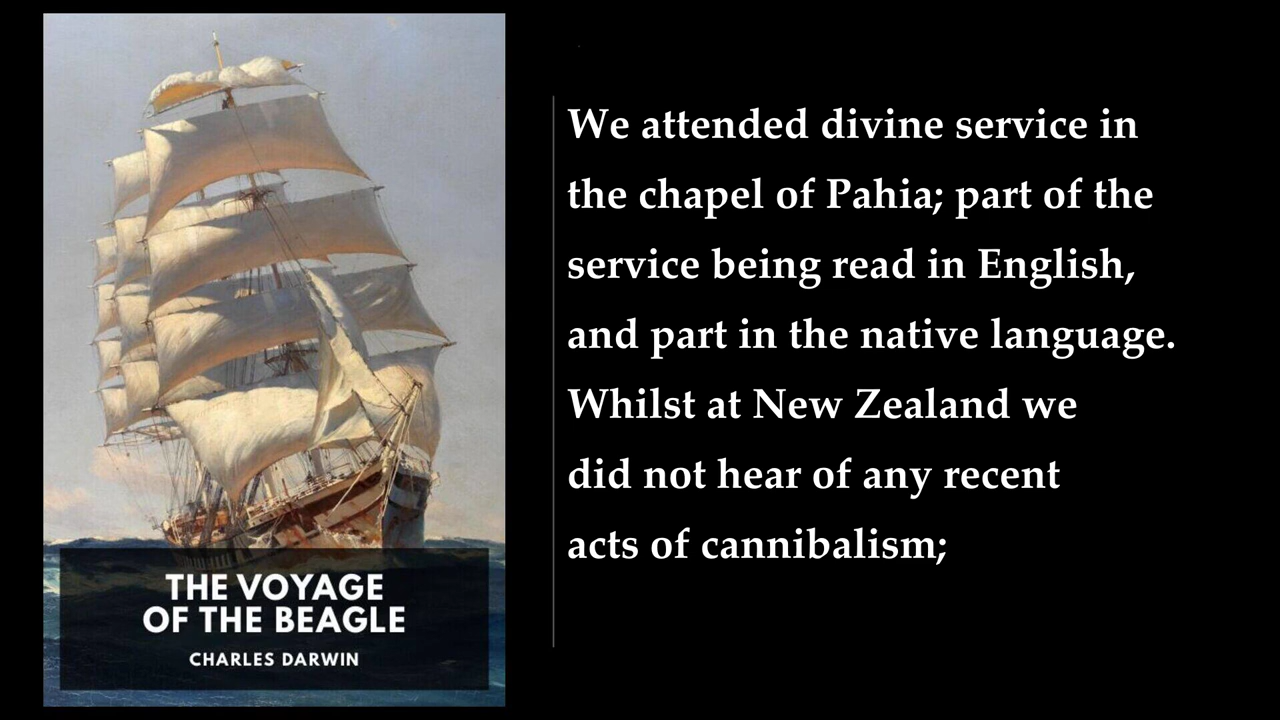 THE VOYAGE
OF THE BEAGLE
CHARLES DARWIN
We attended divine service in
the chapel of Pahia; part of the
service being read in English,
and part in the native language.
Whilst at New Zealand we
did not hear of any recent
acts of cannibalism;